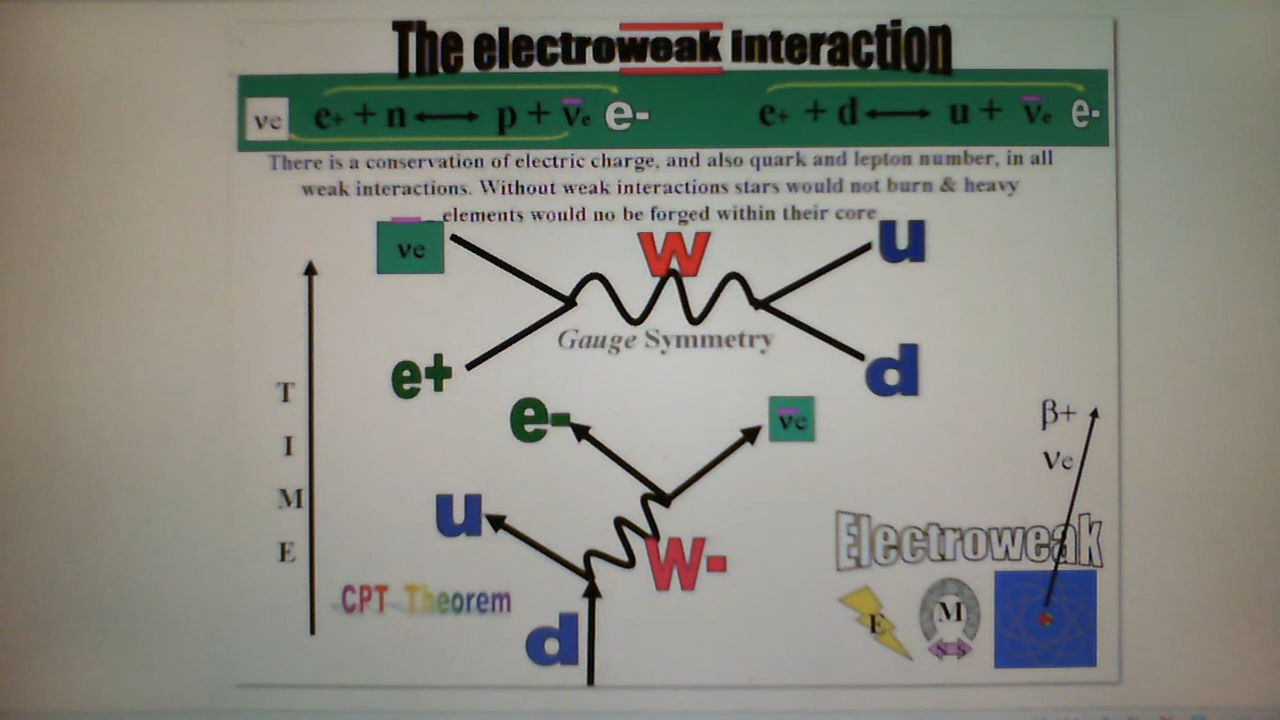 The electroweak interaction
νe e+ + n ⟷ p + ν̅e e- e+ + d ⟷ u + ν̅e e-
There is a conservation of electric charge, and also quark and lepton number, in all
weak interactions. Without weak interactions stars would not burn & heavy
elements would no be forged within their core
ν̅e W u
Gauge Symmetry
e+ d
e- ν̅e
T
I
M
E
u
W-
CPT Theorem
d
β+
νe
Electroweak
E M